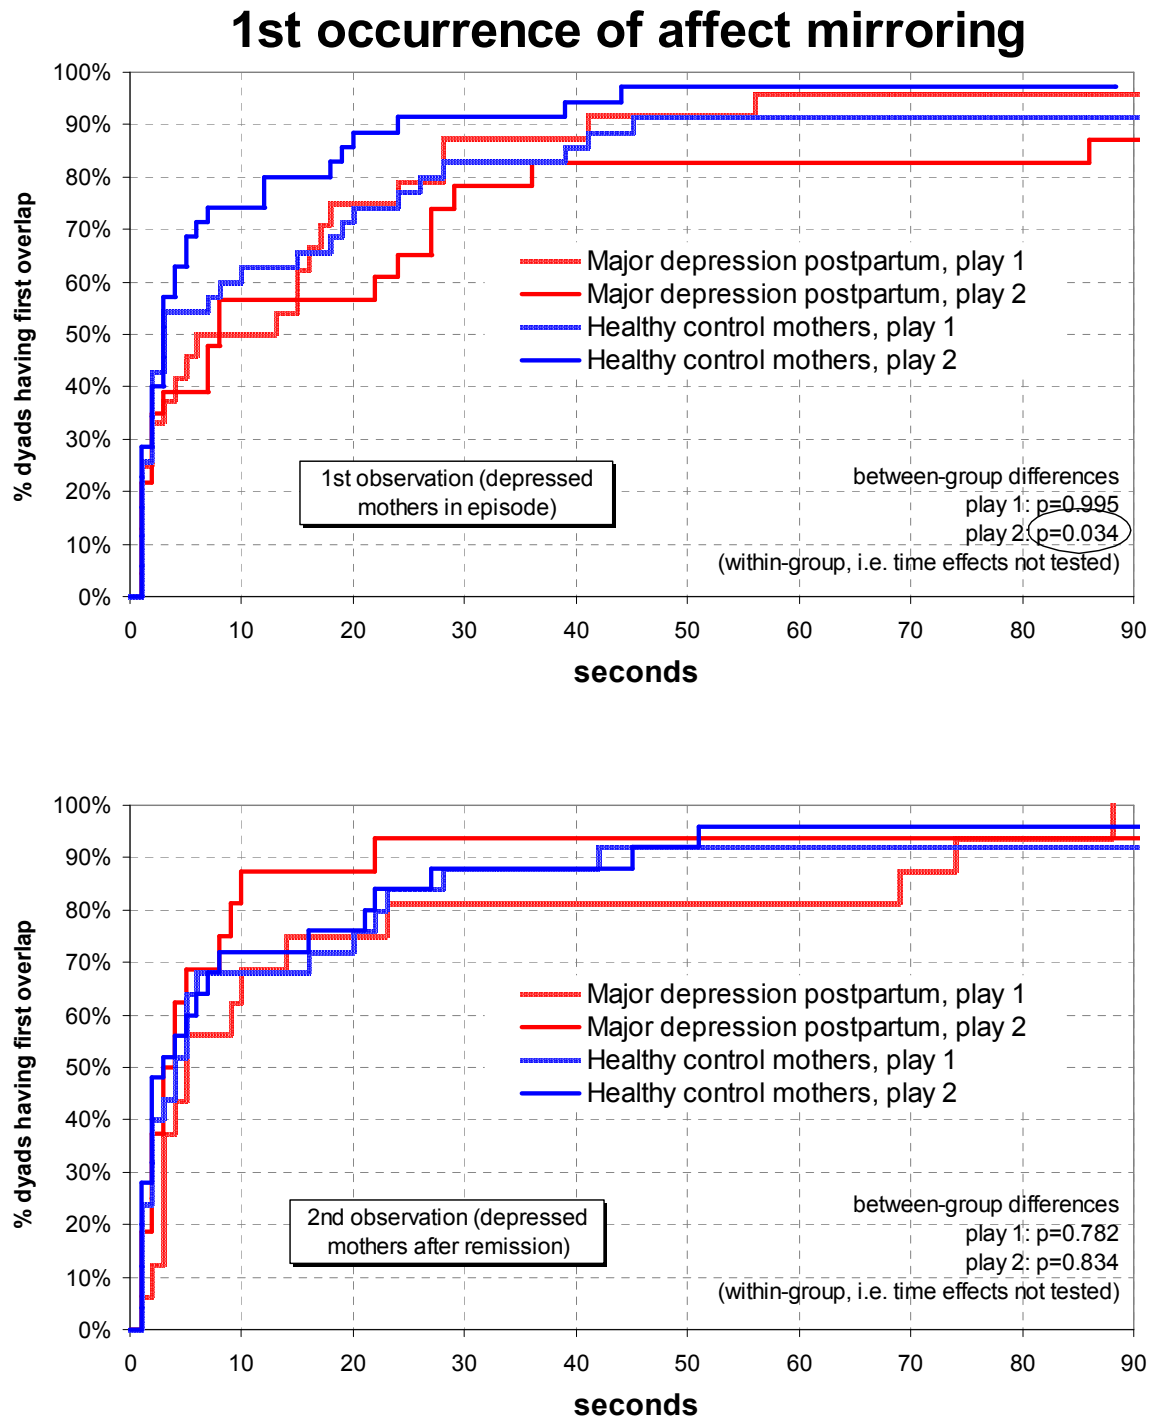 1st occurrence of affect mirroring
100%
90%
80%
70%
60%
50%
40%
30%
20%
10%
0%
% dyads having first overlap
Major depression postpartum, play 1
Major depression postpartum, play 2
Healthy control mothers, play 1
Healthy control mothers, play 2
1st observation (depressed
mothers in episode)
between-group differences
play 1: p=0.995
play 2: p=0.034
(within-group, i.e. time effects not tested)
0 10 20 30 40 50 60 70 80 90
seconds
100%
90%
80%
70%
60%
50%
40%
30%
20%
10%
0%
% dyads having first overlap
Major depression postpartum, play 1
Major depression postpartum, play 2
Healthy control mothers, play 1
Healthy control mothers, play 2
2nd observation (depressed
mothers after remission)
between-group differences
play 1: p=0.782
play 2: p=0.834
(within-group, i.e. time effects not tested)
0 10 20 30 40 50 60 70 80 90
seconds